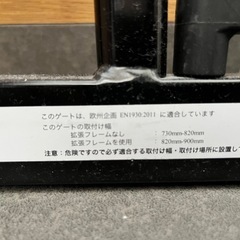 このゲートは、欧州企画 EN1930:2011 に適合しています
このゲートの取付け幅
拡張フレームなし : 730mm-820mm
拡張フレームを使用 : 820mm-900mm
注意：危険ですので必ず適合する取付け幅・取付け場所に設置して